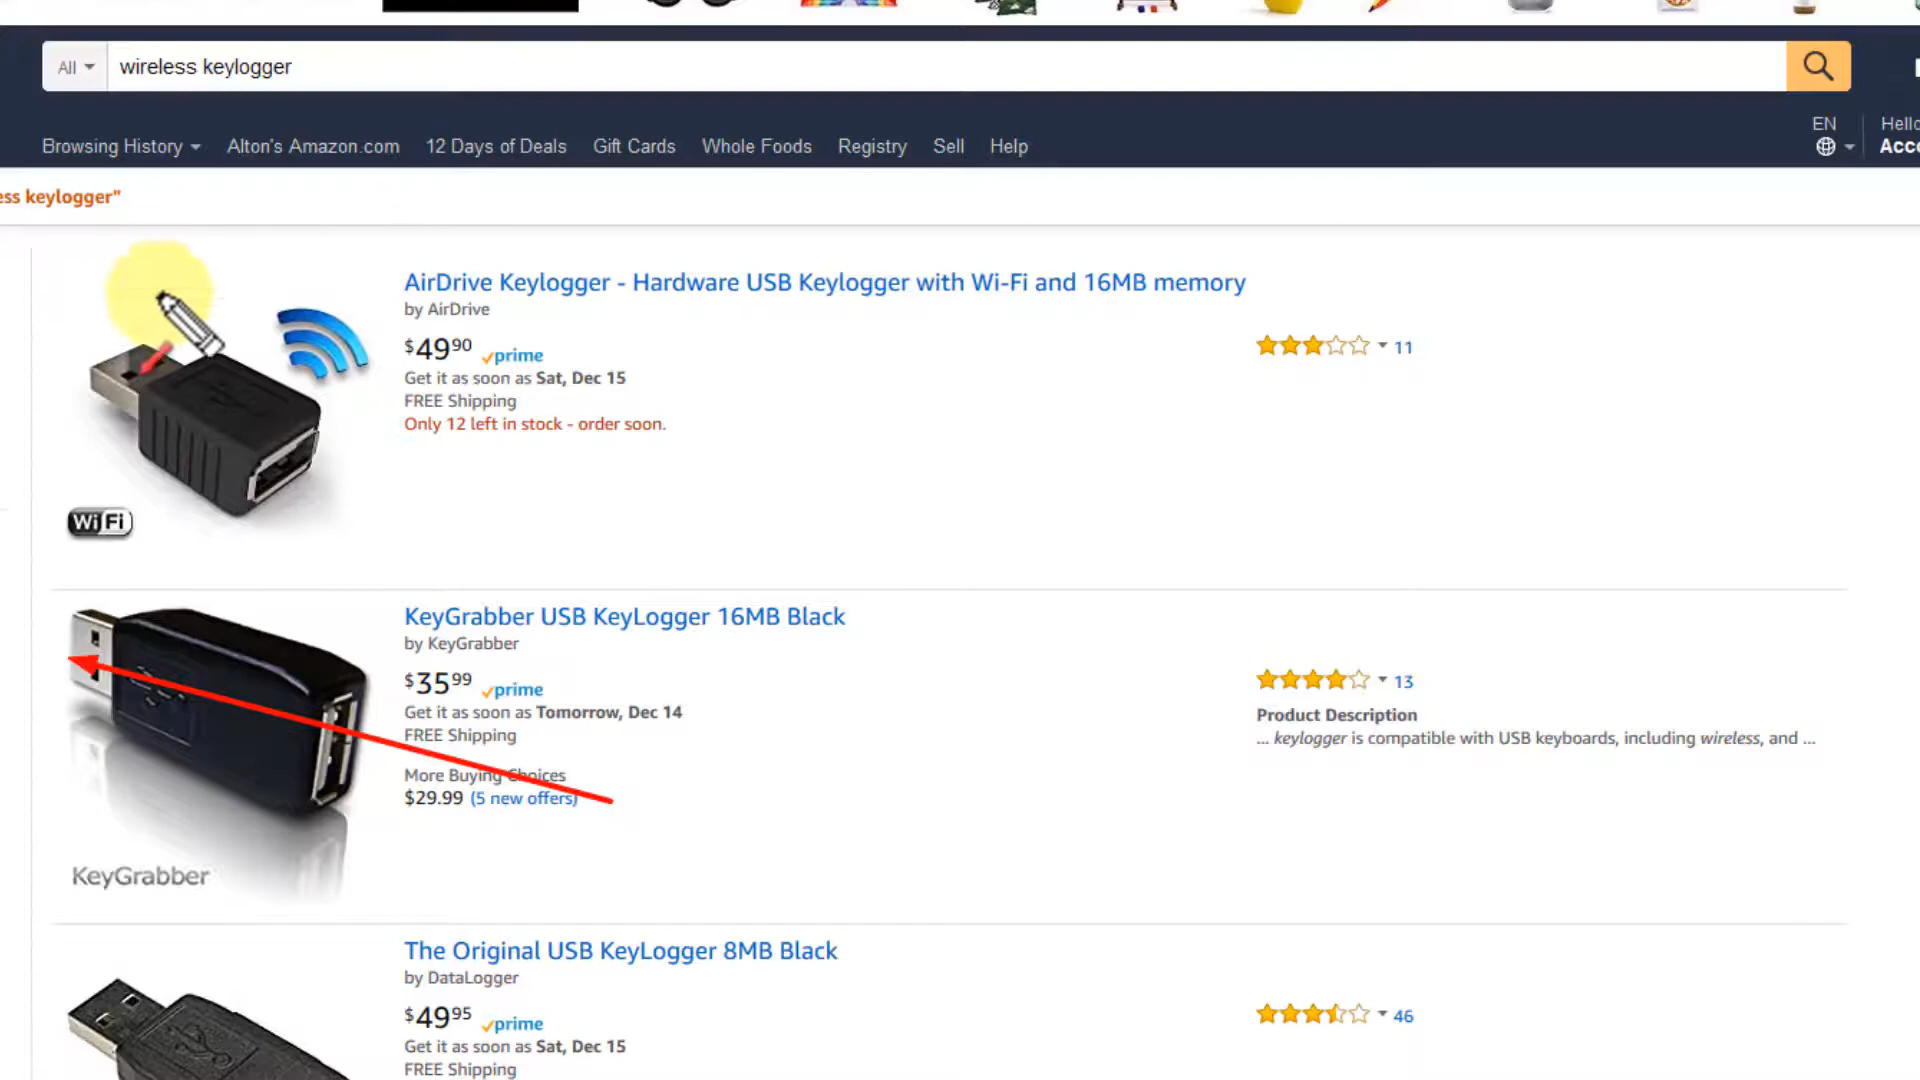 All
wireless keylogger
Browsing History
Alton's Amazon.com
12 Days of Deals
Gift Cards
Whole Foods
Registry
Sell
Help
EN
Hello
Acco
ess keylogger"
AirDrive Keylogger - Hardware USB Keylogger with Wi-Fi and 16MB memory
by AirDrive
$49.90 prime
11
Get it as soon as Sat, Dec 15
FREE Shipping
Only 12 left in stock - order soon.
WiFi
KeyGrabber USB KeyLogger 16MB Black
by KeyGrabber
$35.99 prime
13
Get it as soon as Tomorrow, Dec 14
FREE Shipping
Product Description
... keylogger is compatible with USB keyboards, including wireless, and ...
More Buying Choices
$29.99 (5 new offers)
KeyGrabber
The Original USB KeyLogger 8MB Black
by DataLogger
$49.95 prime
46
Get it as soon as Sat, Dec 15
FREE Shipping